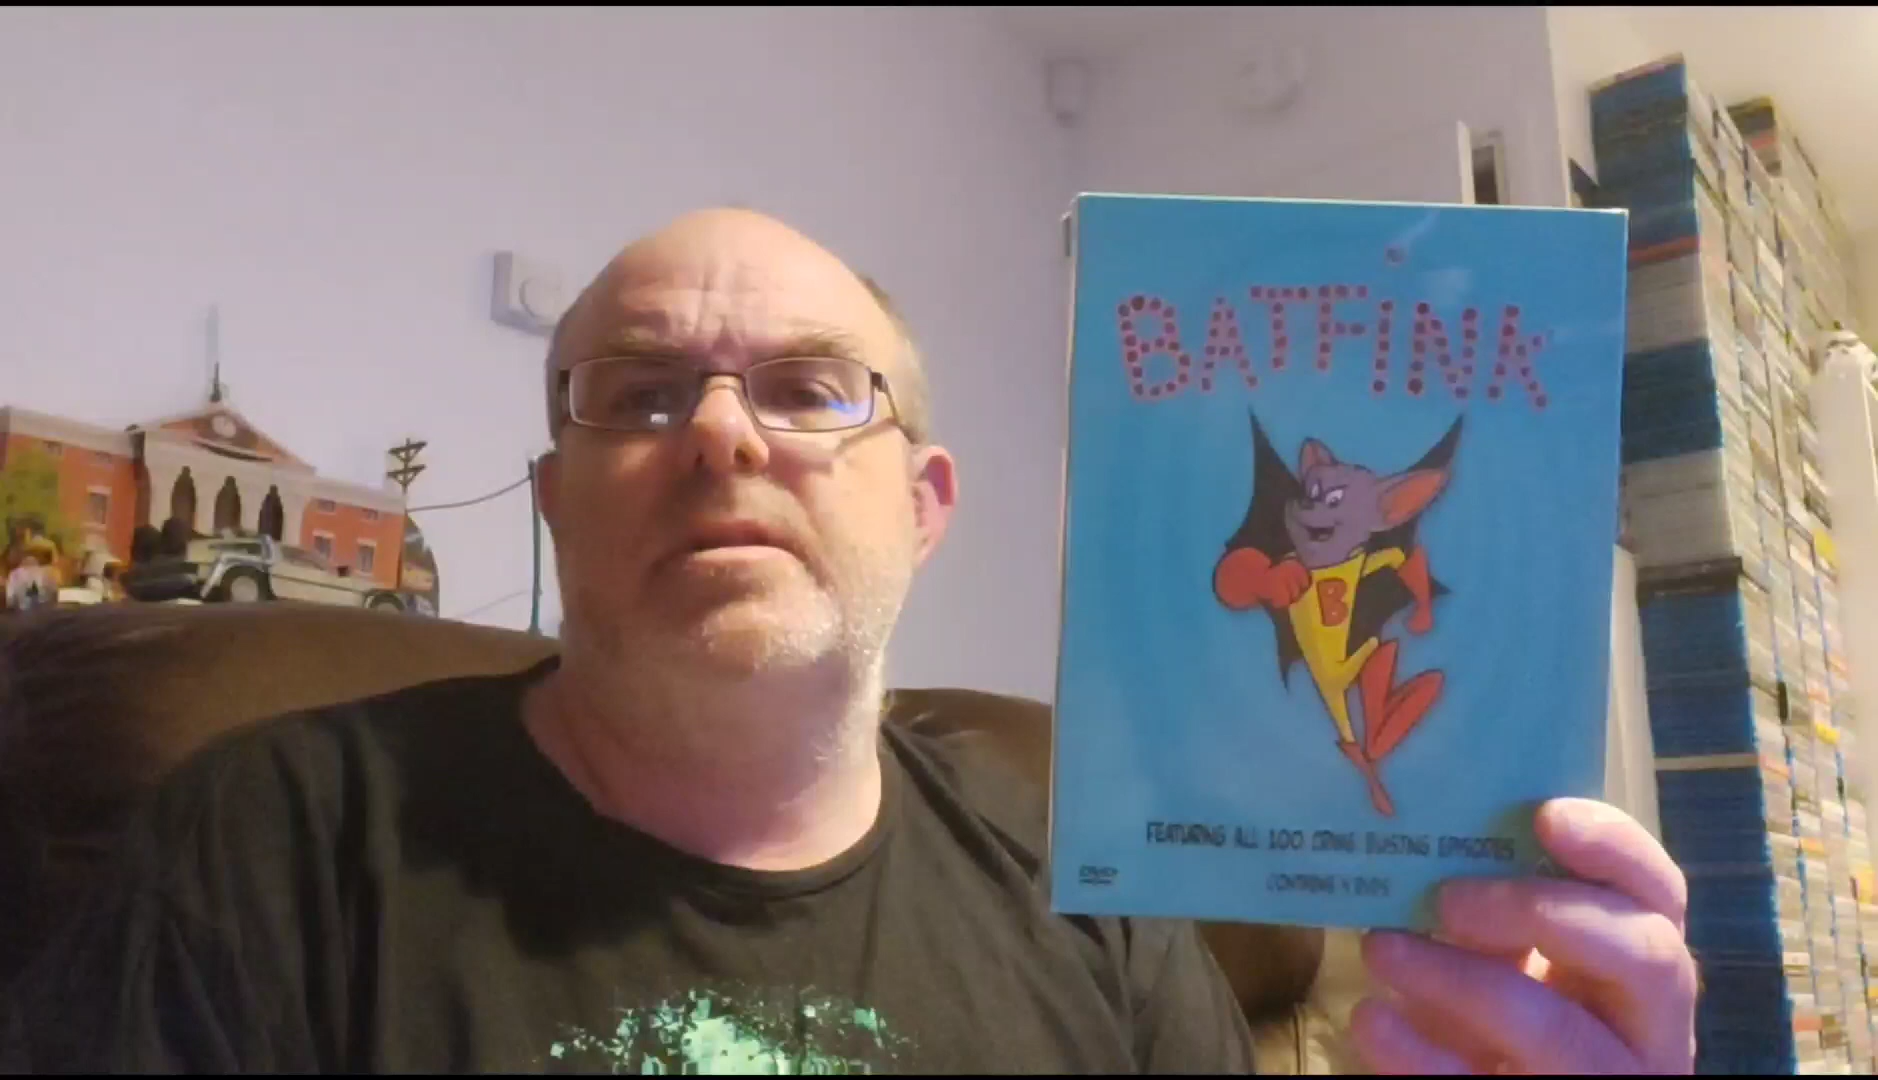 BATFINK
B
FEATURING ALL 100 CRIME BUSTING EPISODES
CONTAINS 4 DVDS
DVD